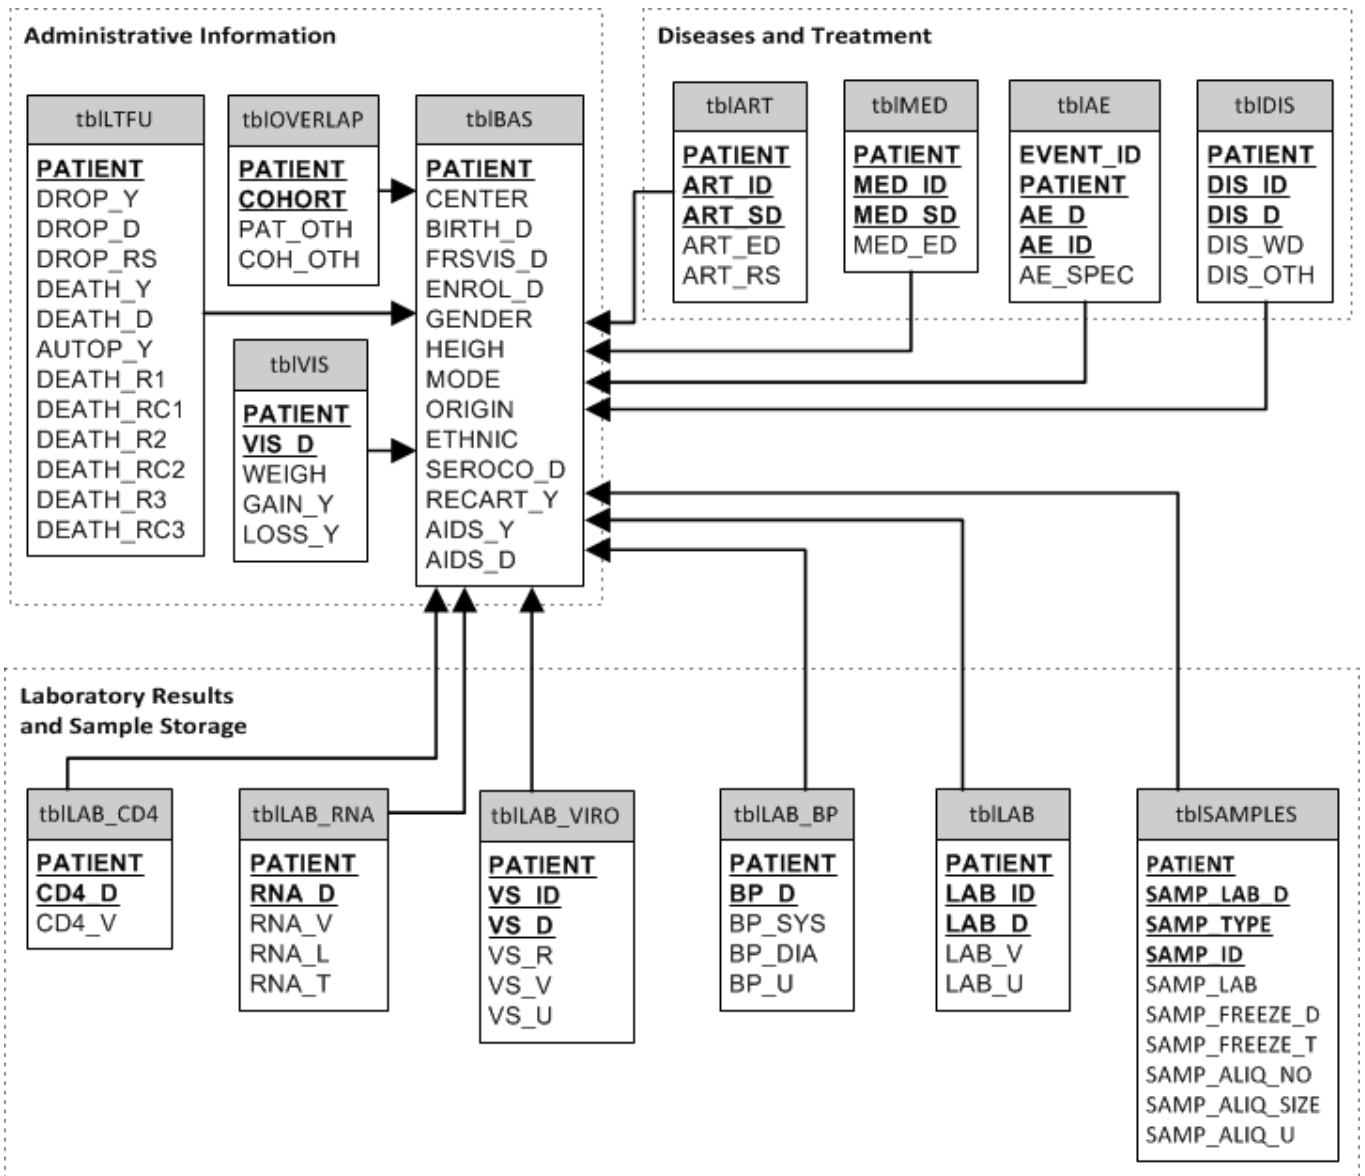 Administrative Information
tblLTFU
PATIENT
DROP_Y
DROP_D
DROP_RS
DEATH_Y
DEATH_D
AUTOP_Y
DEATH_R1
DEATH_RC1
DEATH_R2
DEATH_RC2
DEATH_R3
DEATH_RC3
tblOVERLAP
PATIENT
COHORT
PAT_OTH
COH_OTH
tblVIS
PATIENT
VIS_D
WEIGH
GAIN_Y
LOSS_Y
tblBAS
PATIENT
CENTER
BIRTH_D
FRSVIS_D
ENROL_D
GENDER
HEIGH
MODE
ORIGIN
ETHNIC
SEROCO_D
RECART_Y
AIDS_Y
AIDS_D
Diseases and Treatment
tblART
PATIENT
ART_ID
ART_SD
ART_ED
ART_RS
tblMED
PATIENT
MED_ID
MED_SD
MED_ED
tblAE
EVENT_ID
PATIENT
AE_D
AE_ID
AE_SPEC
tblDIS
PATIENT
DIS_ID
DIS_D
DIS_WD
DIS_OTH
Laboratory Results
and Sample Storage
tblLAB_CD4
PATIENT
CD4_D
CD4_V
tblLAB_RNA
PATIENT
RNA_D
RNA_V
RNA_L
RNA_T
tblLAB_VIRO
PATIENT
VS_ID
VS_D
VS_R
VS_V
VS_U
tblLAB_BP
PATIENT
BP_D
BP_SYS
BP_DIA
BP_U
tblLAB
PATIENT
LAB_ID
LAB_D
LAB_V
LAB_U
tblSAMPLES
PATIENT
SAMP_LAB_D
SAMP_TYPE
SAMP_ID
SAMP_LAB
SAMP_FREEZE_D
SAMP_FREEZE_T
SAMP_ALIQ_NO
SAMP_ALIQ_SIZE
SAMP_ALIQ_U